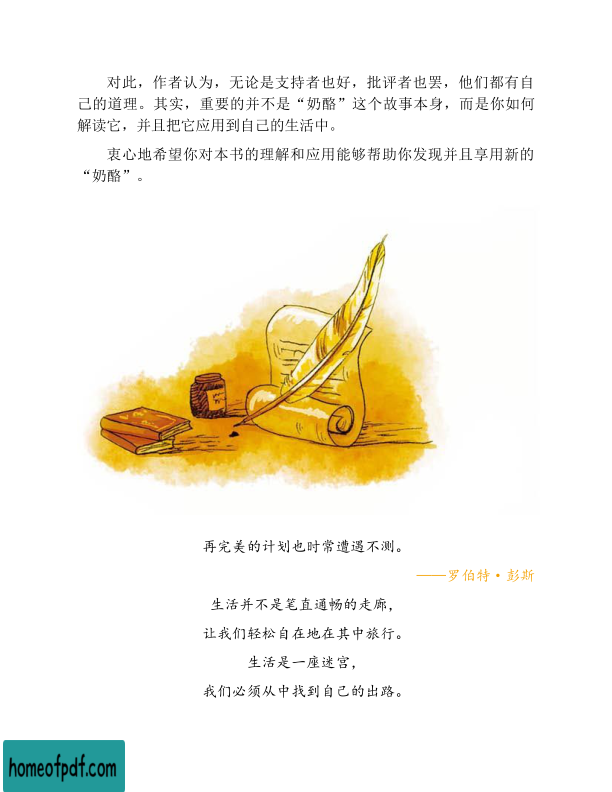 对此，作者认为，无论是支持者也好，批评者也罢，他们都有自
己的道理。其实，重要的并不是“奶酪”这个故事本身，而是你如何
解读它，并且把它应用到自己的生活中。
衷心地希望你对本书的理解和应用能够帮助你发现并且享用新的
“奶酪”。
再完美的计划也时常遭遇不测。
——罗伯特·彭斯
生活并不是笔直通畅的走廊，
让我们轻松自在地在其中旅行。
生活是一座迷宫，
我们必须从中找到自己的出路。
homeofpdf.com